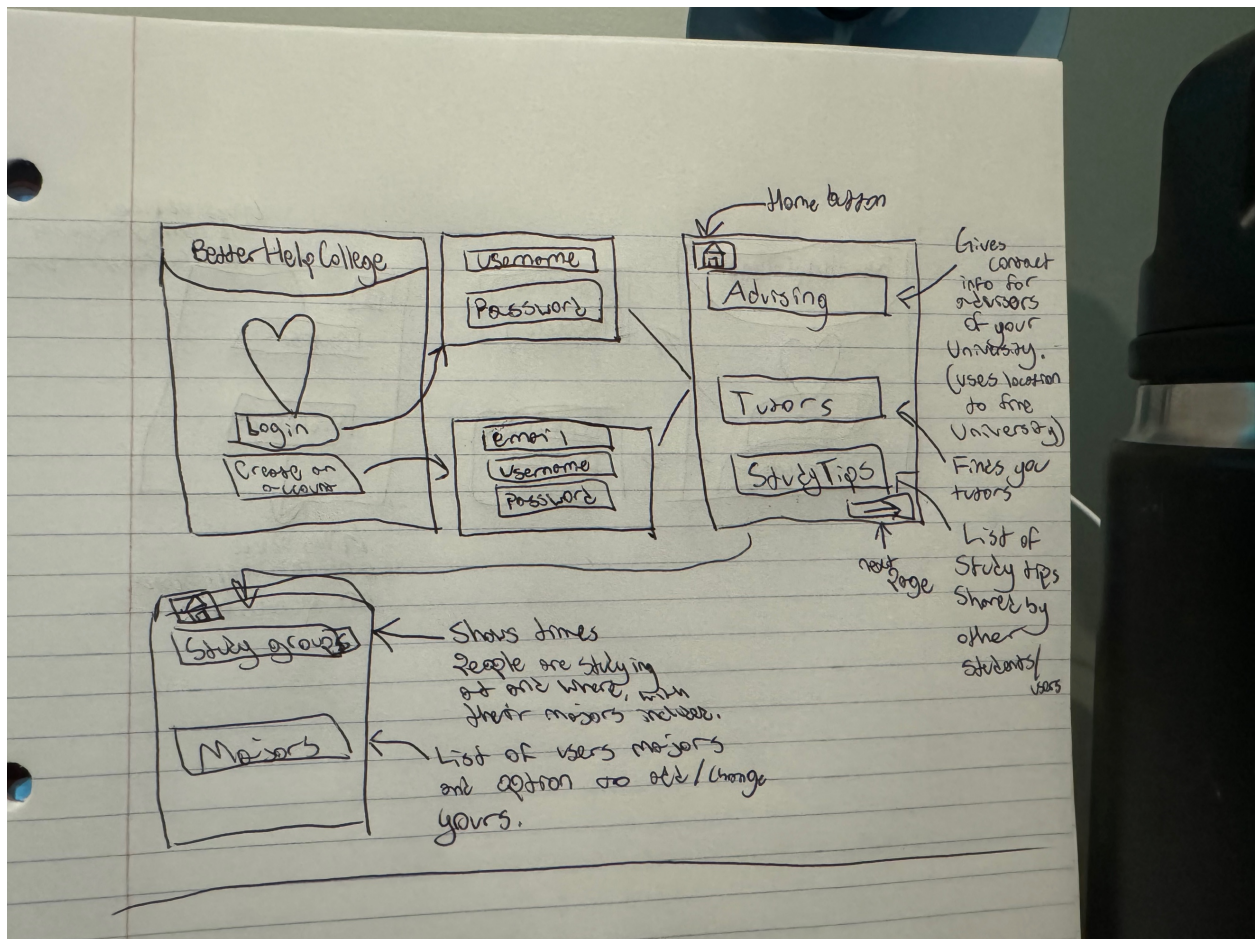 Home button
BetterHelpCollege
Login
Create an
account
username
Password
email
username
password
Advising
Tutors
StudyTips
Gives
contact
info for
advisors
of your
University.
(uses location
to find
University)
Finds you
tutors
next
page
List of
Study tips
Shared by
other
students/
users
Study groups
Majors
Shows times
people are studying
at and where, with
their majors included.
List of users majors
and option to add/change
yours.